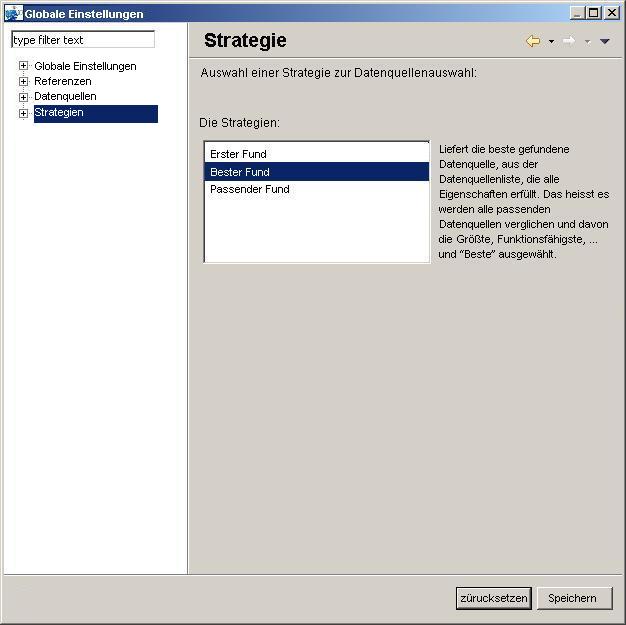 Globale Einstellungen
type filter text
Globale Einstellungen
Referenzen
Datenquellen
Strategien
Strategie
Auswahl einer Strategie zur Datenquellenauswahl:
Die Strategien:
Erster Fund
Bester Fund
Passender Fund
Liefert die beste gefundene
Datenquelle, aus der
Datenquellenliste, die alle
Eigenschaften erfüllt. Das heisst es
werden alle passenden
Datenquellen verglichen und davon
die Größte, Funktionsfähigste, ...
und "Beste" ausgewählt.
zürucksetzen
Speichern